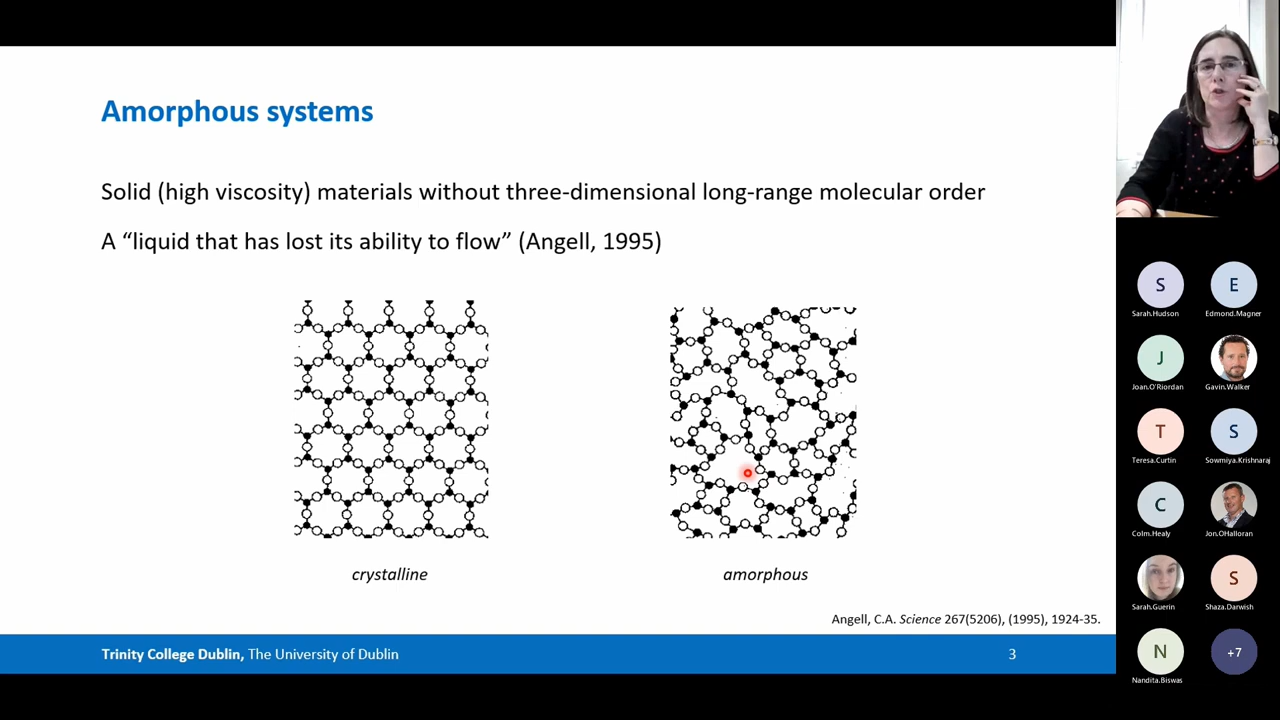 Amorphous systems
Solid (high viscosity) materials without three-dimensional long-range molecular order
A “liquid that has lost its ability to flow” (Angell, 1995)
crystalline
amorphous
Angell, C.A. Science 267(5206), (1995), 1924-35.
Trinity College Dublin, The University of Dublin
3
S
E
Sarah.Hudson
Edmond.Magner
J
Joan.O'Riordan
Gavin.Walker
T
S
Teresa.Curtin
Sowmiya.Krishnaraj
C
Colm.Healy
Jon.OHalloran
S
Sarah.Guerin
Shaza.Darwish
N
+7
Nandita.Biswas